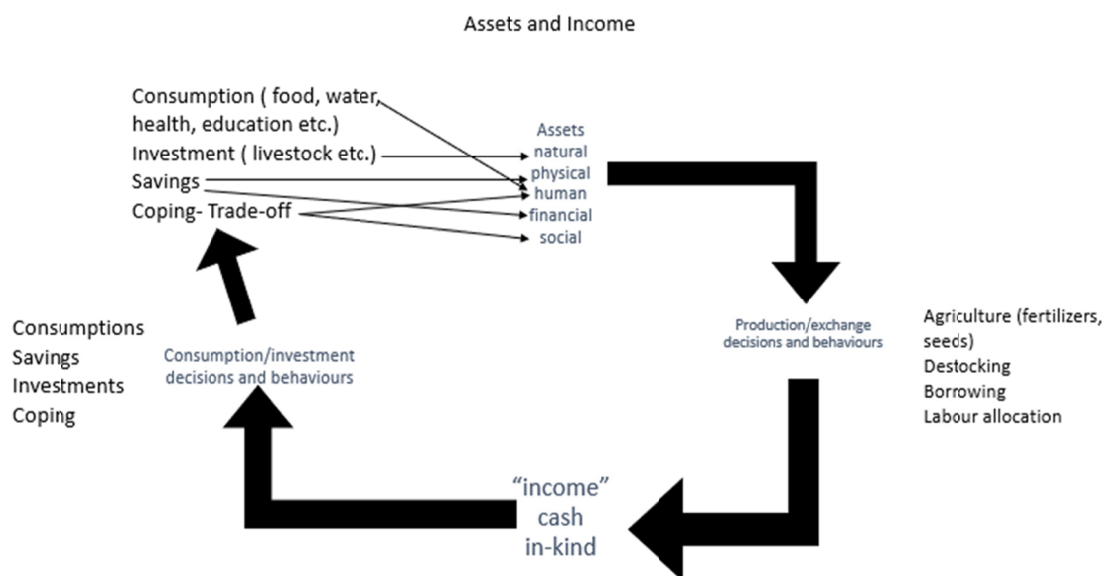 Assets and Income
Consumption ( food, water,
health, education etc.)
Investment ( livestock etc.)
Savings
Coping- Trade-off
Assets
natural
physical
human
financial
social
Production/exchange
decisions and behaviours
Agriculture (fertilizers,
seeds)
Destocking
Borrowing
Labour allocation
"income"
cash
in-kind
Consumption/investment
decisions and behaviours
Consumptions
Savings
Investments
Coping